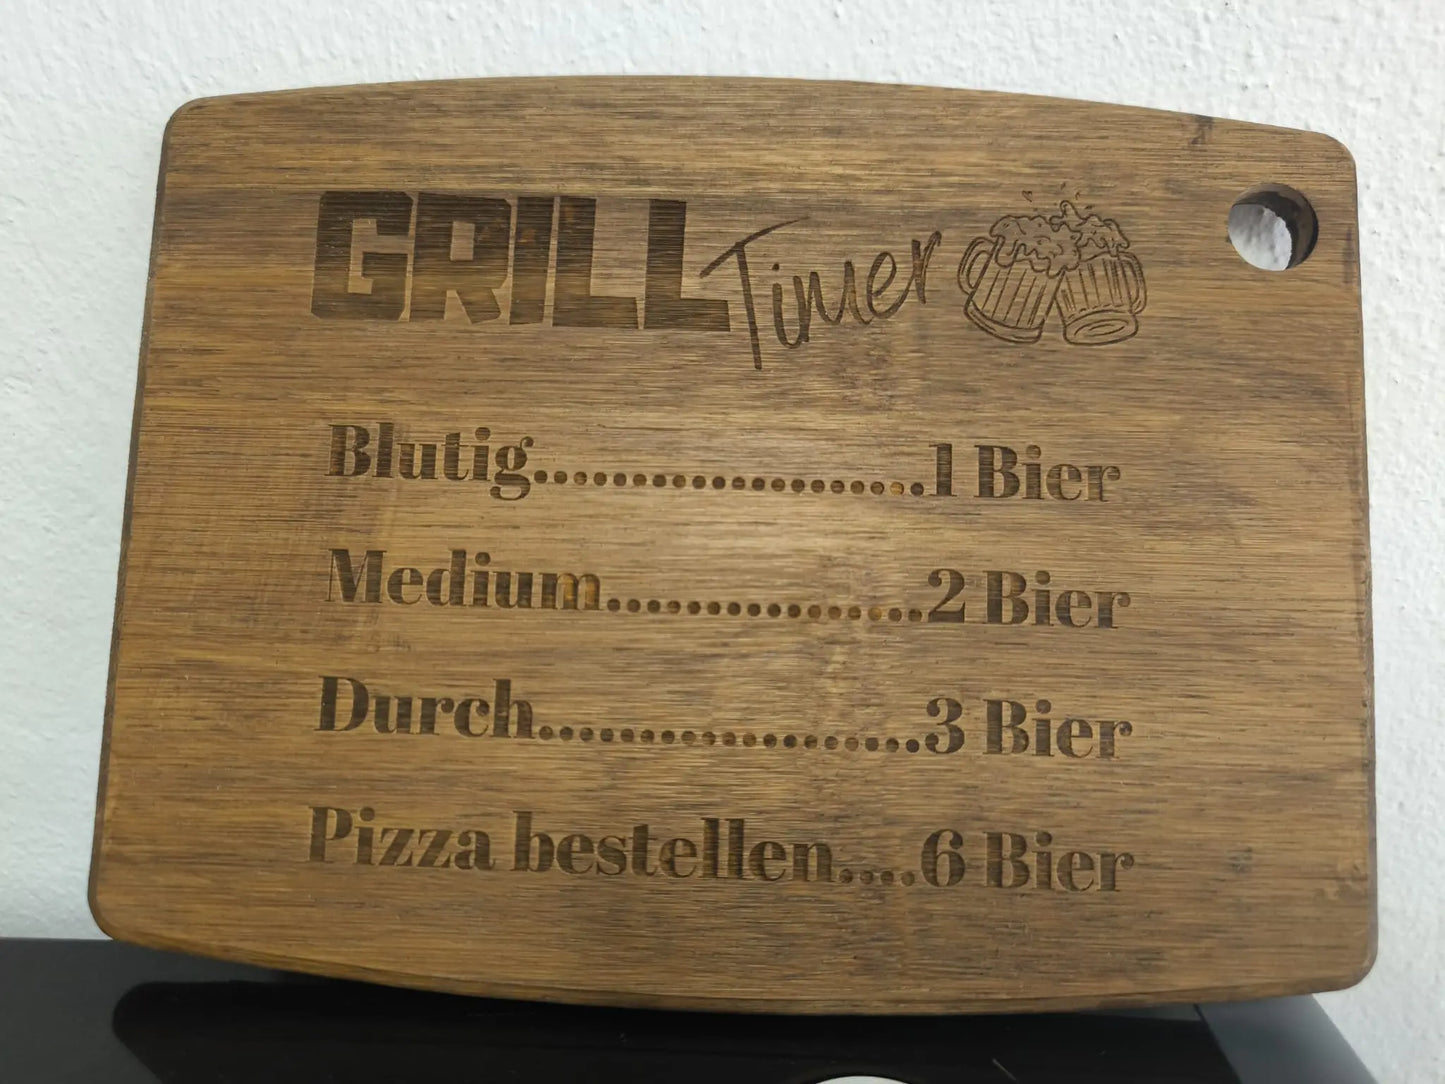 GRILL Timer
Blutig....................1 Bier
Medium................2 Bier
Durch...................3 Bier
Pizza bestellen....6 Bier